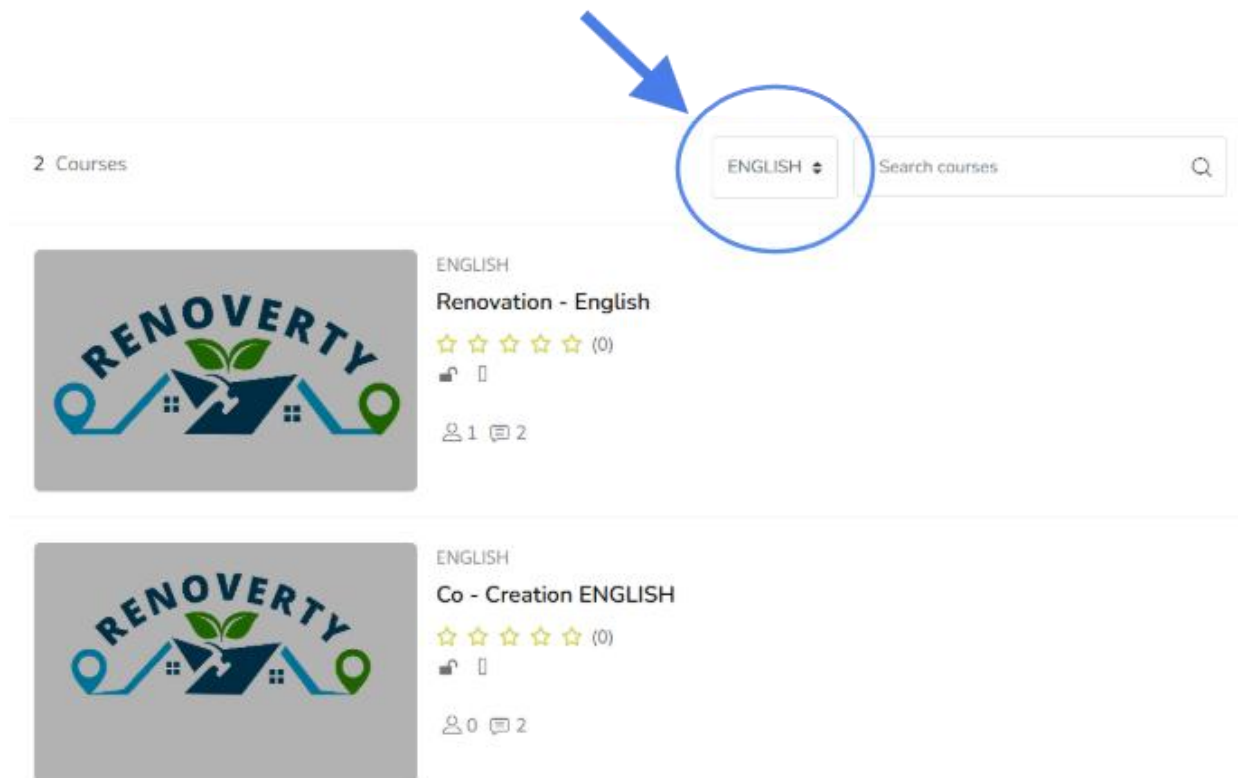 2 Courses
ENGLISH
Search courses
RENOVERTY
ENGLISH
Renovation - English
(0)
1 2
RENOVERTY
ENGLISH
Co - Creation ENGLISH
(0)
0 2